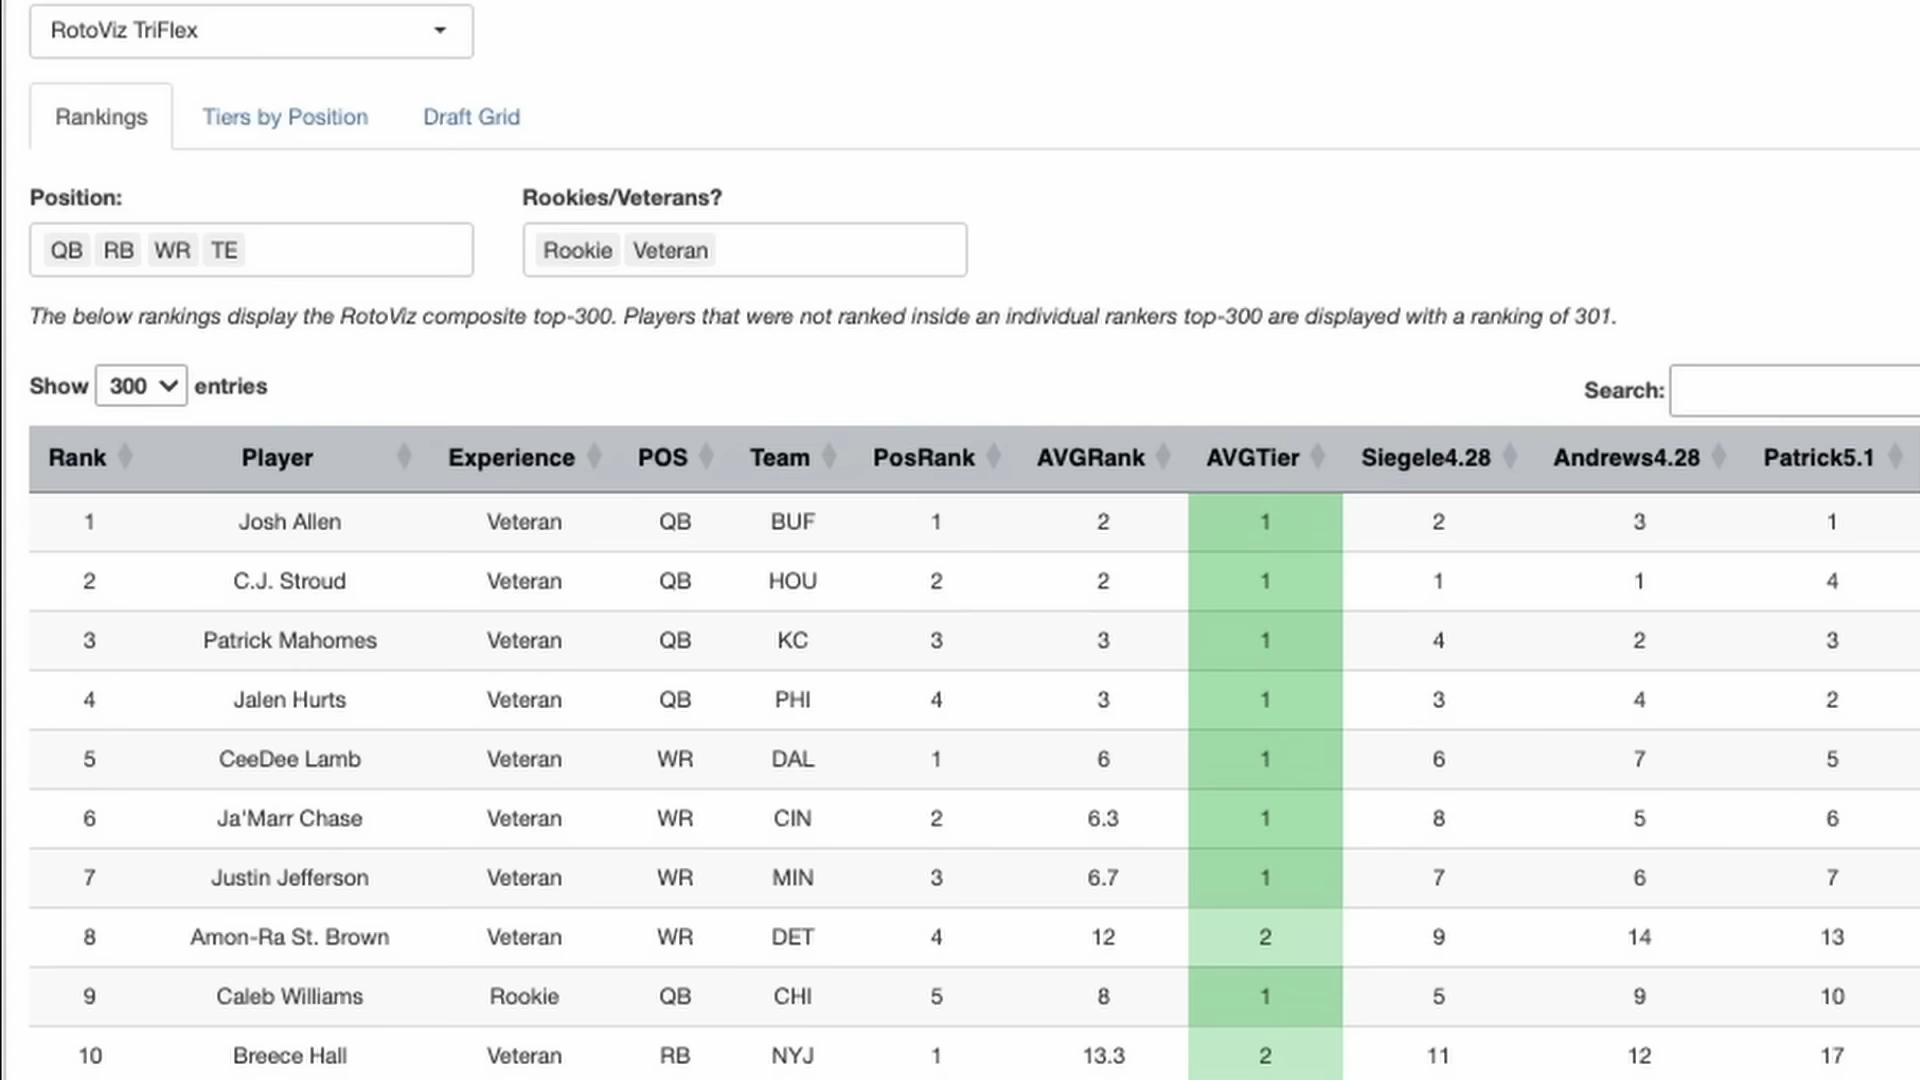 RotoViz TriFlex
Rankings Tiers by Position Draft Grid
Position: Rookies/Veterans?
QB RB WR TE Rookie Veteran
The below rankings display the RotoViz composite top-300. Players that were not ranked inside an individual rankers top-300 are displayed with a ranking of 301.
Show 300 entries Search:
Rank Player Experience POS Team PosRank AVGRank AVGTier Siegele4.28 Andrews4.28 Patrick5.1
1 Josh Allen Veteran QB BUF 1 2 1 2 3 1
2 C.J. Stroud Veteran QB HOU 2 2 1 1 1 4
3 Patrick Mahomes Veteran QB KC 3 3 1 4 2 3
4 Jalen Hurts Veteran QB PHI 4 3 1 3 4 2
5 CeeDee Lamb Veteran WR DAL 1 6 1 6 7 5
6 Ja'Marr Chase Veteran WR CIN 2 6.3 1 8 5 6
7 Justin Jefferson Veteran WR MIN 3 6.7 1 7 6 7
8 Amon-Ra St. Brown Veteran WR DET 4 12 2 9 14 13
9 Caleb Williams Rookie QB CHI 5 8 1 5 9 10
10 Breece Hall Veteran RB NYJ 1 13.3 2 11 12 17